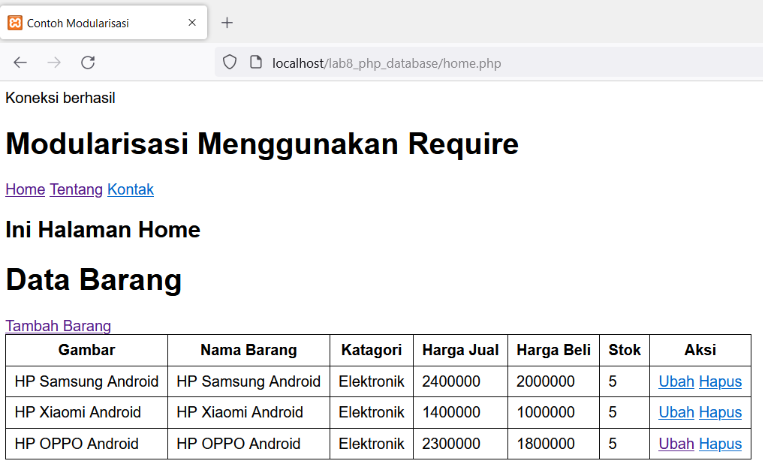 Contoh Modularisasi
localhost/lab8_php_database/home.php
Koneksi berhasil
Modularisasi Menggunakan Require
Home Tentang Kontak
Ini Halaman Home
Data Barang
Tambah Barang
Gambar Nama Barang Katagori Harga Jual Harga Beli Stok Aksi
HP Samsung Android HP Samsung Android Elektronik 2400000 2000000 5 Ubah Hapus
HP Xiaomi Android HP Xiaomi Android Elektronik 1400000 1000000 5 Ubah Hapus
HP OPPO Android HP OPPO Android Elektronik 2300000 1800000 5 Ubah Hapus